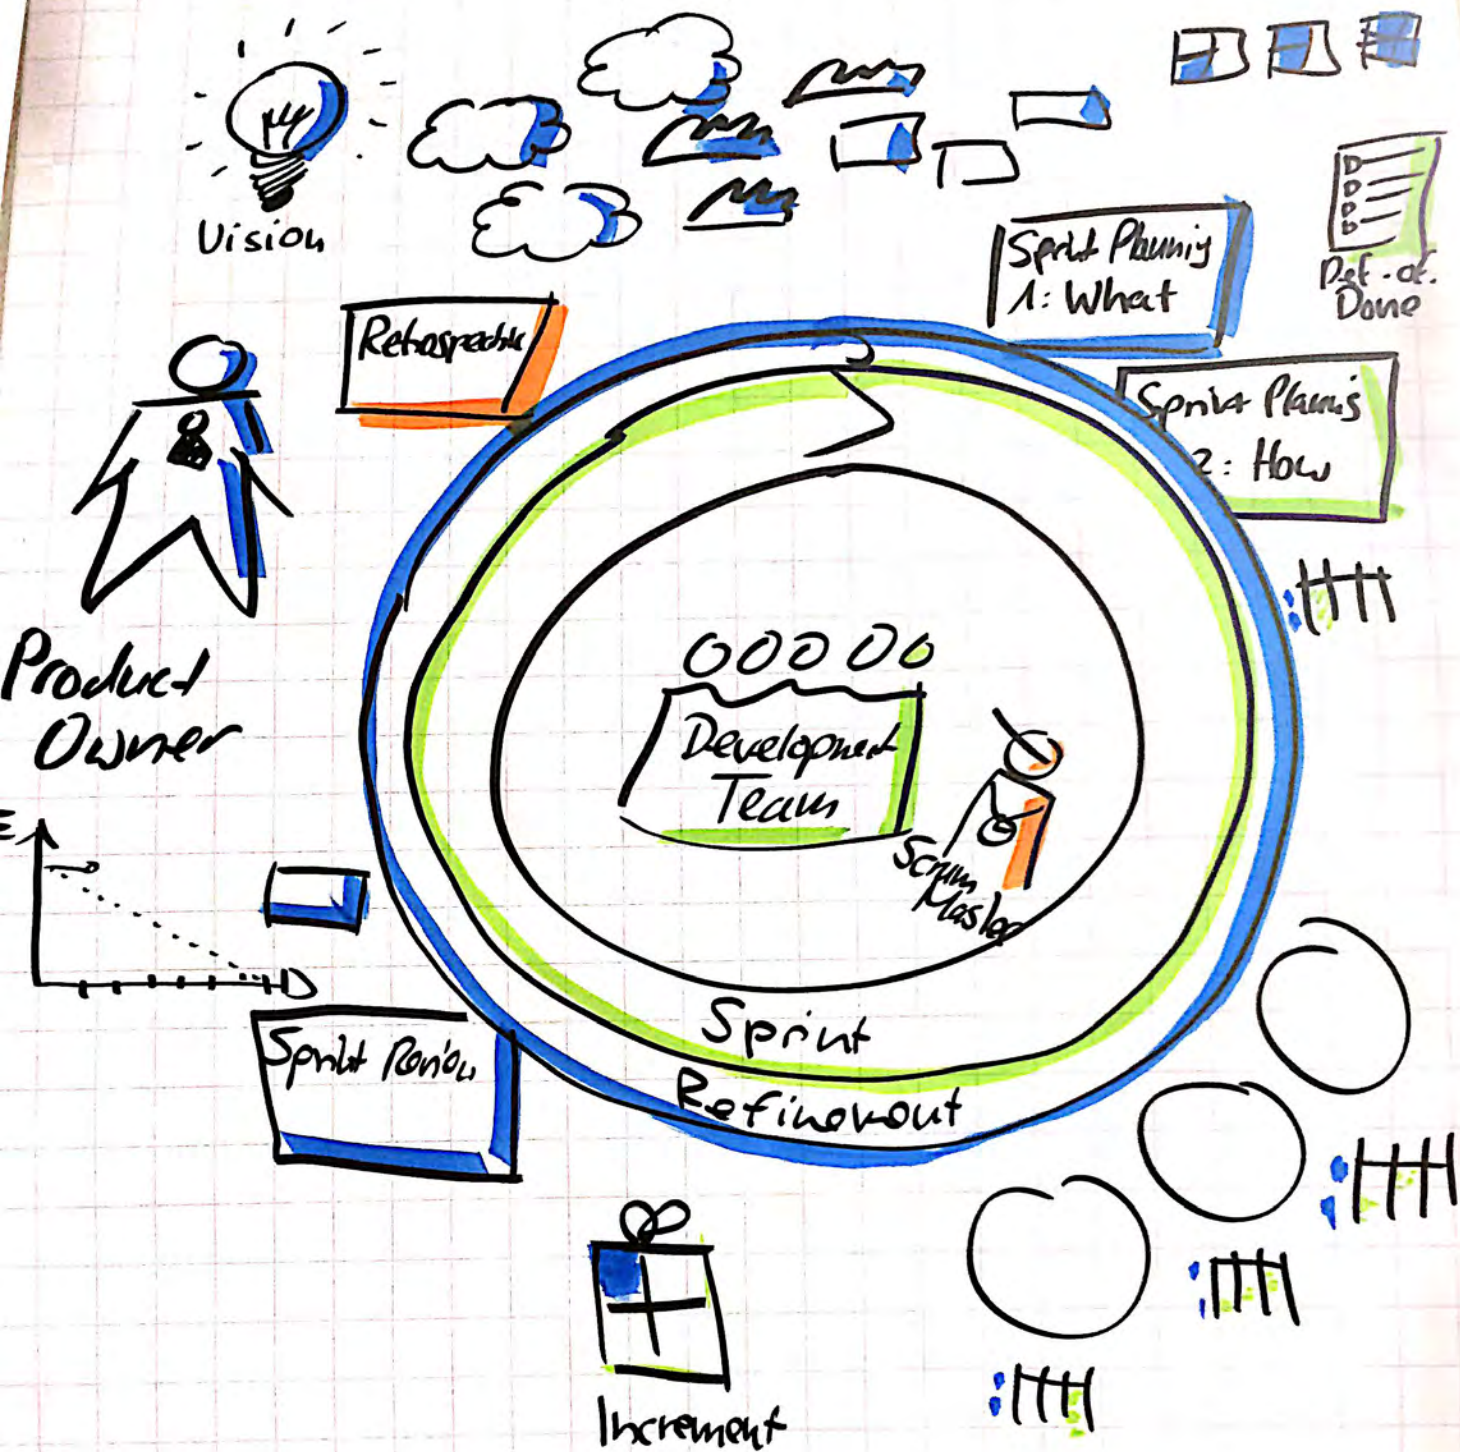 Vision
Sprint Planning
1: What
Def.-of.
Done
Retrospective
Sprint Planning
2: How
Product
Owner
Development
Team
Scrum
Master
E
Sprint
Sprint Review
Refinement
Increment